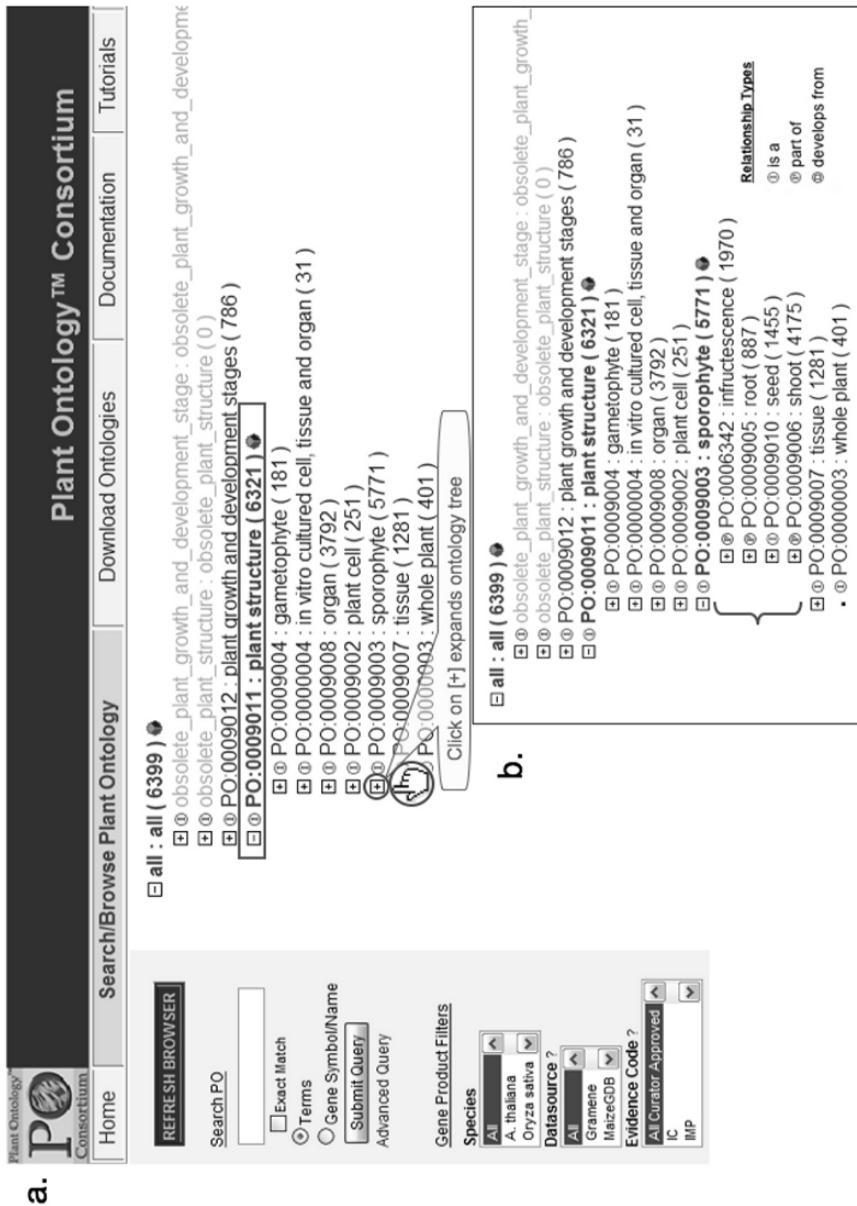 a.
Plant Ontology™
PO
Consortium
Plant Ontology™ Consortium
Home
Search/Browse Plant Ontology
Download Ontologies
Documentation
Tutorials
REFRESH BROWSER
Search PO
Exact Match
Terms
Gene Symbol/Name
Submit Query
Advanced Query
Gene Product Filters
Species
All
A. thaliana
Oryza sativa
Datasource ?
All
Gramene
MaizeGDB
Evidence Code ?
All Curator Approved
IC
IMP
all : all ( 6399 )
obsolete_plant_growth_and_development_stage : obsolete_plant_growth_and_developme
obsolete_plant_structure : obsolete_plant_structure ( 0 )
PO:0009012 : plant growth and development stages ( 786 )
PO:0009011 : plant structure ( 6321 )
PO:0009004 : gametophyte ( 181 )
PO:0000004 : in vitro cultured cell, tissue and organ ( 31 )
PO:0009008 : organ ( 3792 )
PO:0009002 : plant cell ( 251 )
PO:0009003 : sporophyte ( 5771 )
PO:0009007 : tissue ( 1281 )
PO:0000003 : whole plant ( 401 )
Click on [+] expands ontology tree
b.
all : all ( 6399 )
obsolete_plant_growth_and_development_stage : obsolete_plant_growth_
obsolete_plant_structure : obsolete_plant_structure ( 0 )
PO:0009012 : plant growth and development stages ( 786 )
PO:0009011 : plant structure ( 6321 )
PO:0009004 : gametophyte ( 181 )
PO:0000004 : in vitro cultured cell, tissue and organ ( 31 )
PO:0009008 : organ ( 3792 )
PO:0009002 : plant cell ( 251 )
PO:0009003 : sporophyte ( 5771 )
PO:0006342 : infructescence ( 1970 )
PO:0009005 : root ( 887 )
PO:0009010 : seed ( 1455 )
PO:0009006 : shoot ( 4175 )
PO:0009007 : tissue ( 1281 )
PO:0000003 : whole plant ( 401 )
Relationship Types
is a
part of
develops from